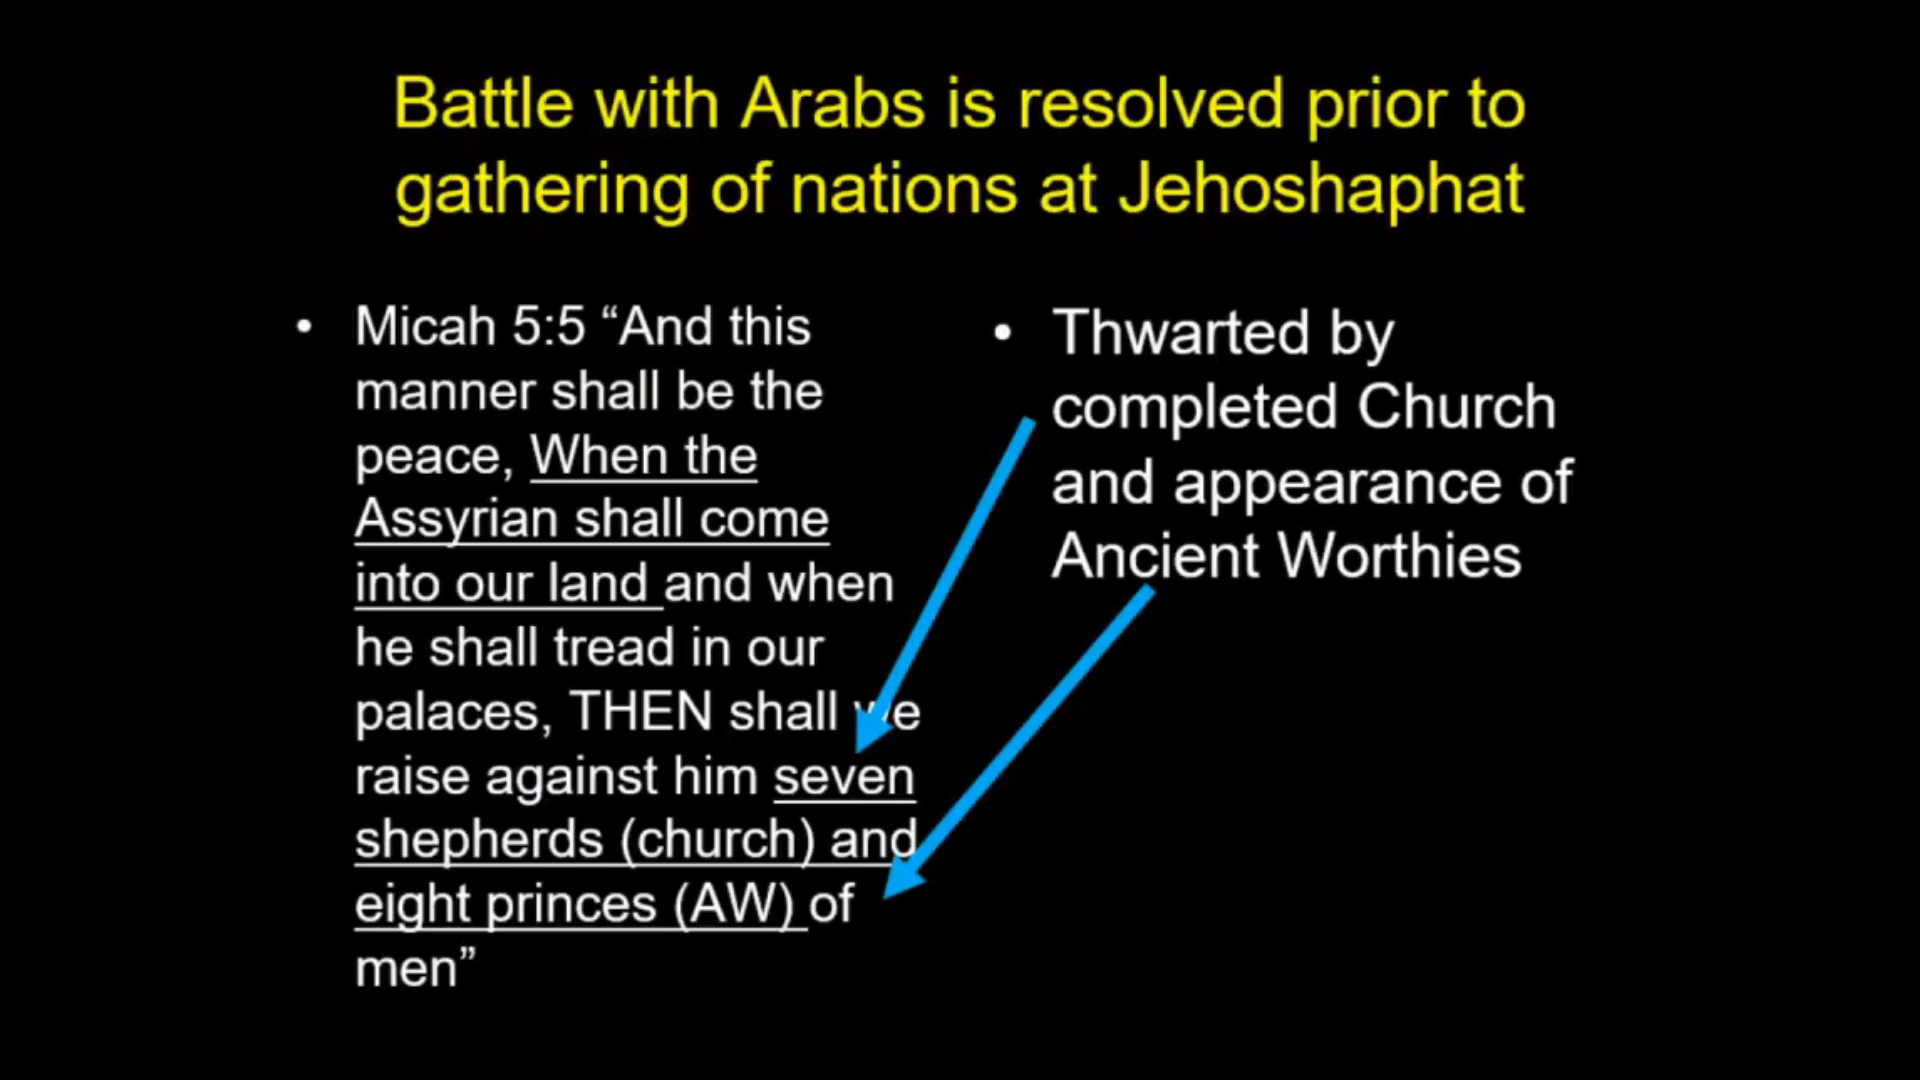 Battle with Arabs is resolved prior to
gathering of nations at Jehoshaphat
• Micah 5:5 “And this
manner shall be the
peace, When the
Assyrian shall come
into our land and when
he shall tread in our
palaces, THEN shall we
raise against him seven
shepherds (church) and
eight princes (AW) of
men”
• Thwarted by
completed Church
and appearance of
Ancient Worthies